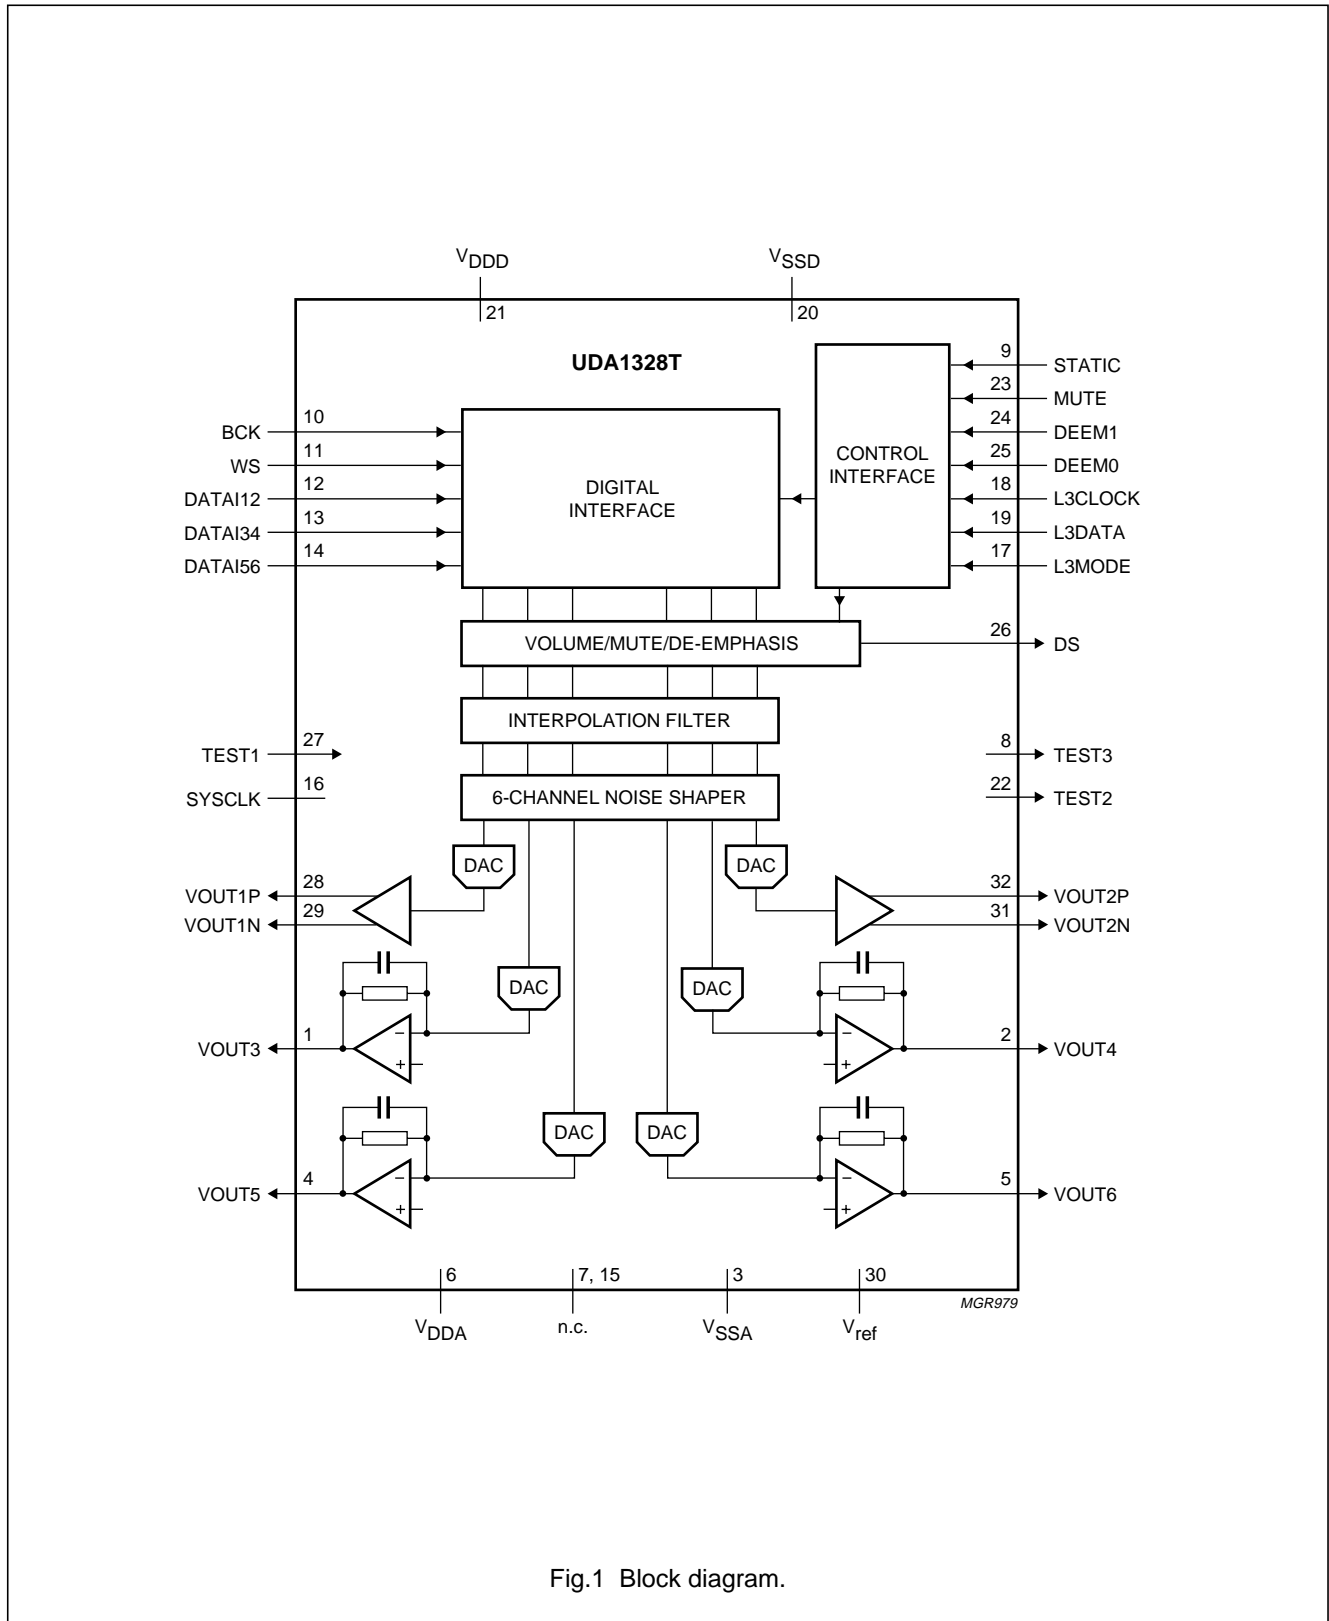 VDDD
VSSD
21
20
UDA1328T
9
STATIC
23
MUTE
10
24
BCK
DEEM1
11
25
WS
DEEM0
CONTROL
INTERFACE
12
18
DATAI12
L3CLOCK
DIGITAL
INTERFACE
13
19
DATAI34
L3DATA
14
17
DATAI56
L3MODE
VOLUME/MUTE/DE-EMPHASIS
26
DS
INTERPOLATION FILTER
27
8
TEST1
TEST3
16
22
SYSCLK
TEST2
6-CHANNEL NOISE SHAPER
DAC
DAC
28
32
VOUT1P
VOUT2P
29
31
VOUT1N
VOUT2N
DAC
DAC
1
−
−
2
VOUT3
VOUT4
+
+
DAC
DAC
4
−
−
5
VOUT5
VOUT6
+
+
6
7, 15
3
30
MGR979
VDDA
n.c.
VSSA
Vref
Fig.1 Block diagram.